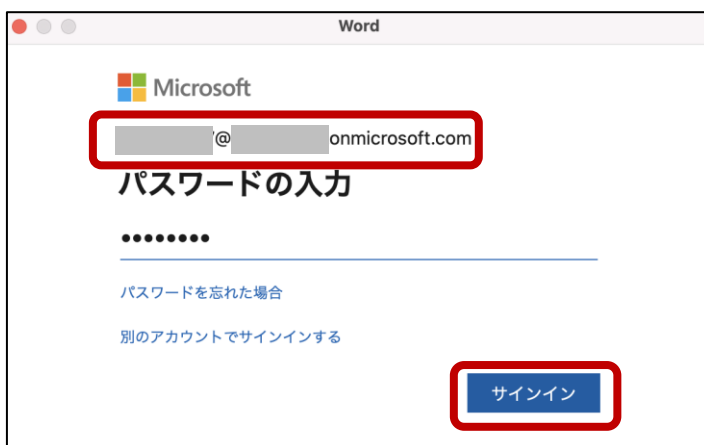 Word
Microsoft
@ onmicrosoft.com
パスワードの入力
••••••••
パスワードを忘れた場合
別のアカウントでサインインする
サインイン